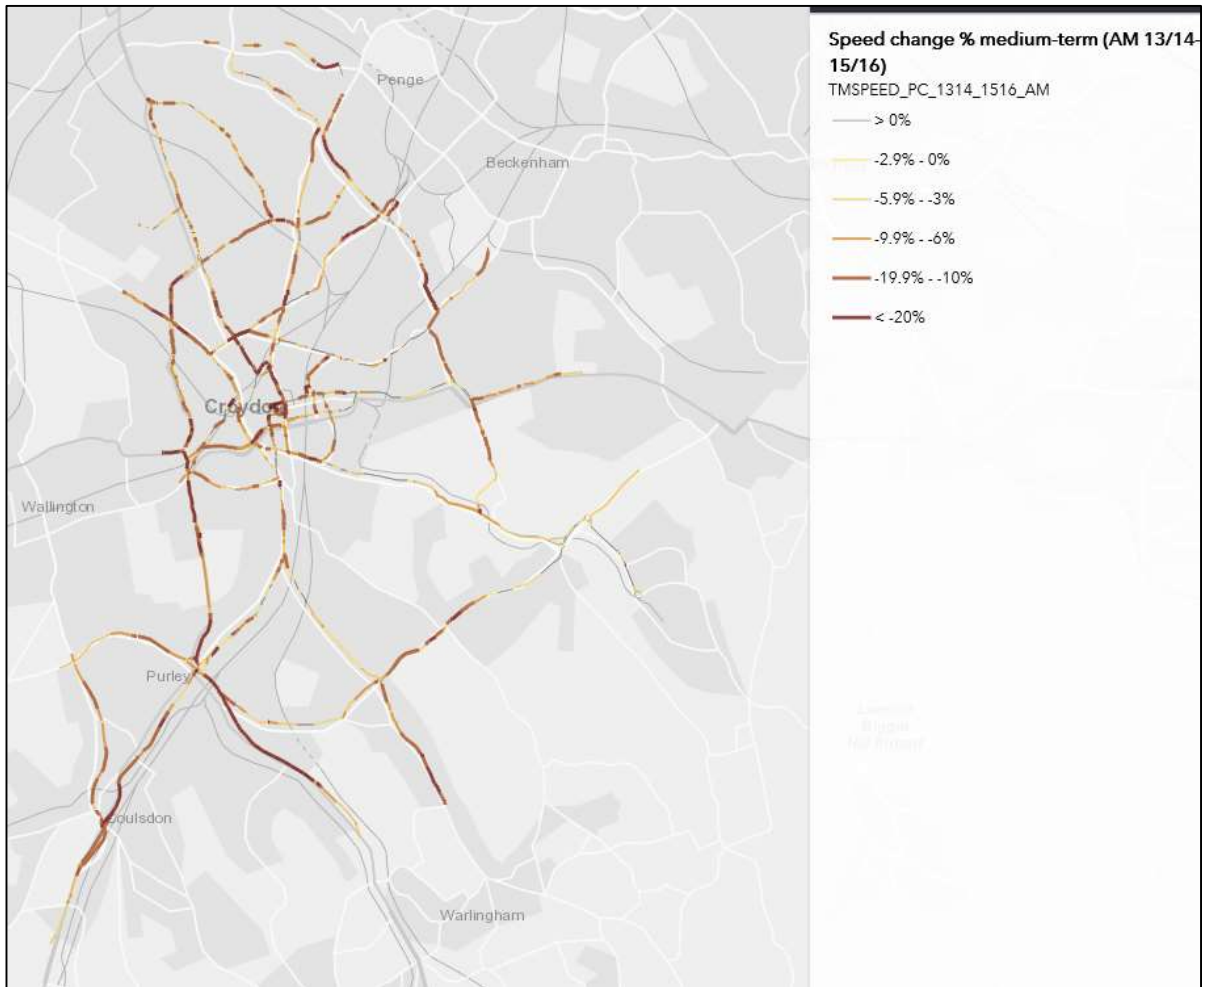 Speed change % medium-term (AM 13/14-
15/16)
TMSPEED_PC_1314_1516_AM
> 0%
-2.9% - 0%
-5.9% - -3%
-9.9% - -6%
-19.9% - -10%
< -20%
Penge
Beckenham
Croydon
Wallington
Purley
Coulsdon
Warlingham